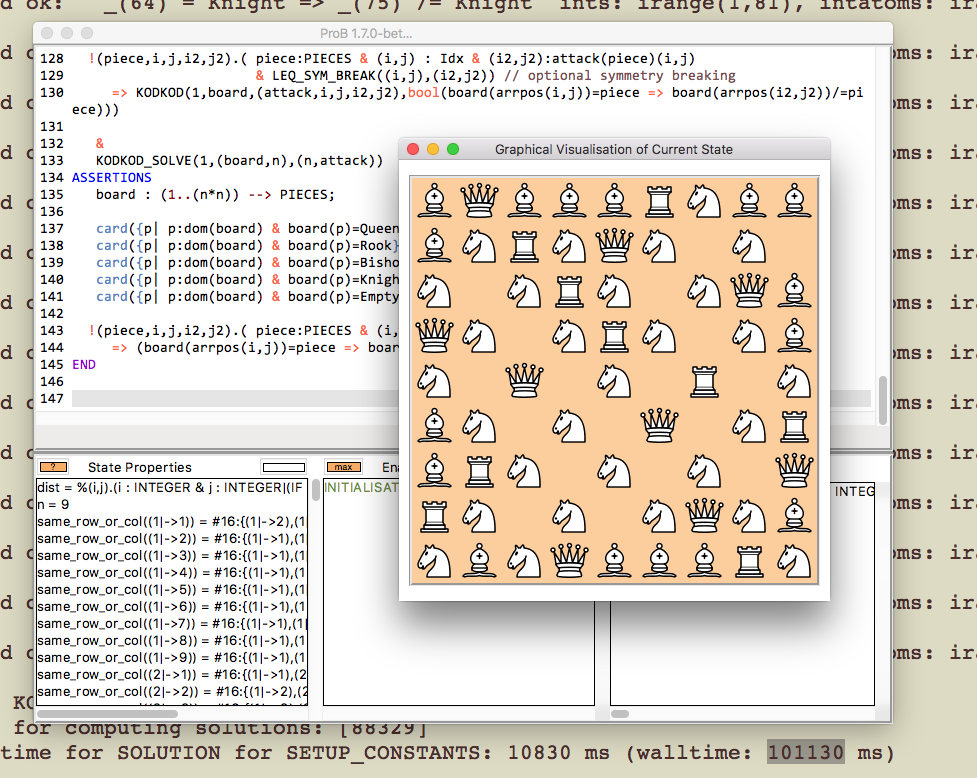 d ok: _(64) = Knight => _(75) /= Knight ints: irange(1,81), intatoms: ira
ProB 1.7.0-bet...
128 !(piece,i,j,i2,j2).( piece:PIECES & (i,j) : Idx & (i2,j2):attack(piece)(i,j)
129 & LEQ_SYM_BREAK((i,j),(i2,j2)) // optional symmetry breaking
130 => KODKOD(1,board,(attack,i,j,i2,j2),bool(board(arrpos(i,j))=piece => board(arrpos(i2,j2))/=pi
ece)))
131
132 &
133 KODKOD_SOLVE(1,(board,n),(n,attack))
134 ASSERTIONS
135 board : (1..(n*n)) --> PIECES;
136
137 card({p| p:dom(board) & board(p)=Queen
138 card({p| p:dom(board) & board(p)=Rook}
139 card({p| p:dom(board) & board(p)=Bisho
140 card({p| p:dom(board) & board(p)=Knigh
141 card({p| p:dom(board) & board(p)=Empty
142
143 !(piece,i,j,i2,j2).( piece:PIECES & (i,
144 => (board(arrpos(i,j))=piece => boar
145 END
146
147
Graphical Visualisation of Current State
? State Properties
max Ena
dist = %(i,j).(i : INTEGER & j : INTEGER|(IF
n = 9
same_row_or_col((1|->1)) = #16:{(1|->2),(1
same_row_or_col((1|->2)) = #16:{(1|->1),(1
same_row_or_col((1|->3)) = #16:{(1|->1),(1
same_row_or_col((1|->4)) = #16:{(1|->1),(1
same_row_or_col((1|->5)) = #16:{(1|->1),(1
same_row_or_col((1|->6)) = #16:{(1|->1),(1
same_row_or_col((1|->7)) = #16:{(1|->1),(1|
same_row_or_col((1|->8)) = #16:{(1|->1),(1
same_row_or_col((1|->9)) = #16:{(1|->1),(1
same_row_or_col((2|->1)) = #16:{(1|->1),(2
same_row_or_col((2|->2)) = #16:{(1|->2),(2
INITIALISAT
INTEG
KO
for computing solutions: [88329]
time for SOLUTION for SETUP_CONSTANTS: 10830 ms (walltime: 101130 ms)